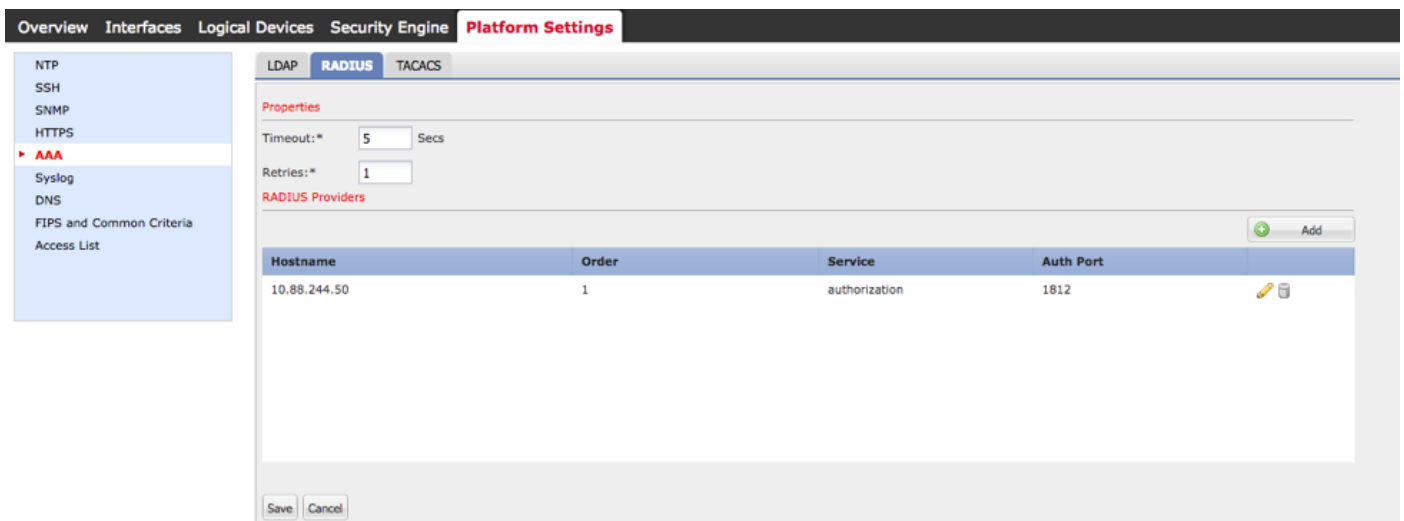 Overview Interfaces Logical Devices Security Engine Platform Settings
NTP
SSH
SNMP
HTTPS
AAA
Syslog
DNS
FIPS and Common Criteria
Access List
LDAP RADIUS TACACS
Properties
Timeout:* 5 Secs
Retries:* 1
RADIUS Providers
Add
Hostname Order Service Auth Port
10.88.244.50 1 authorization 1812
Save Cancel